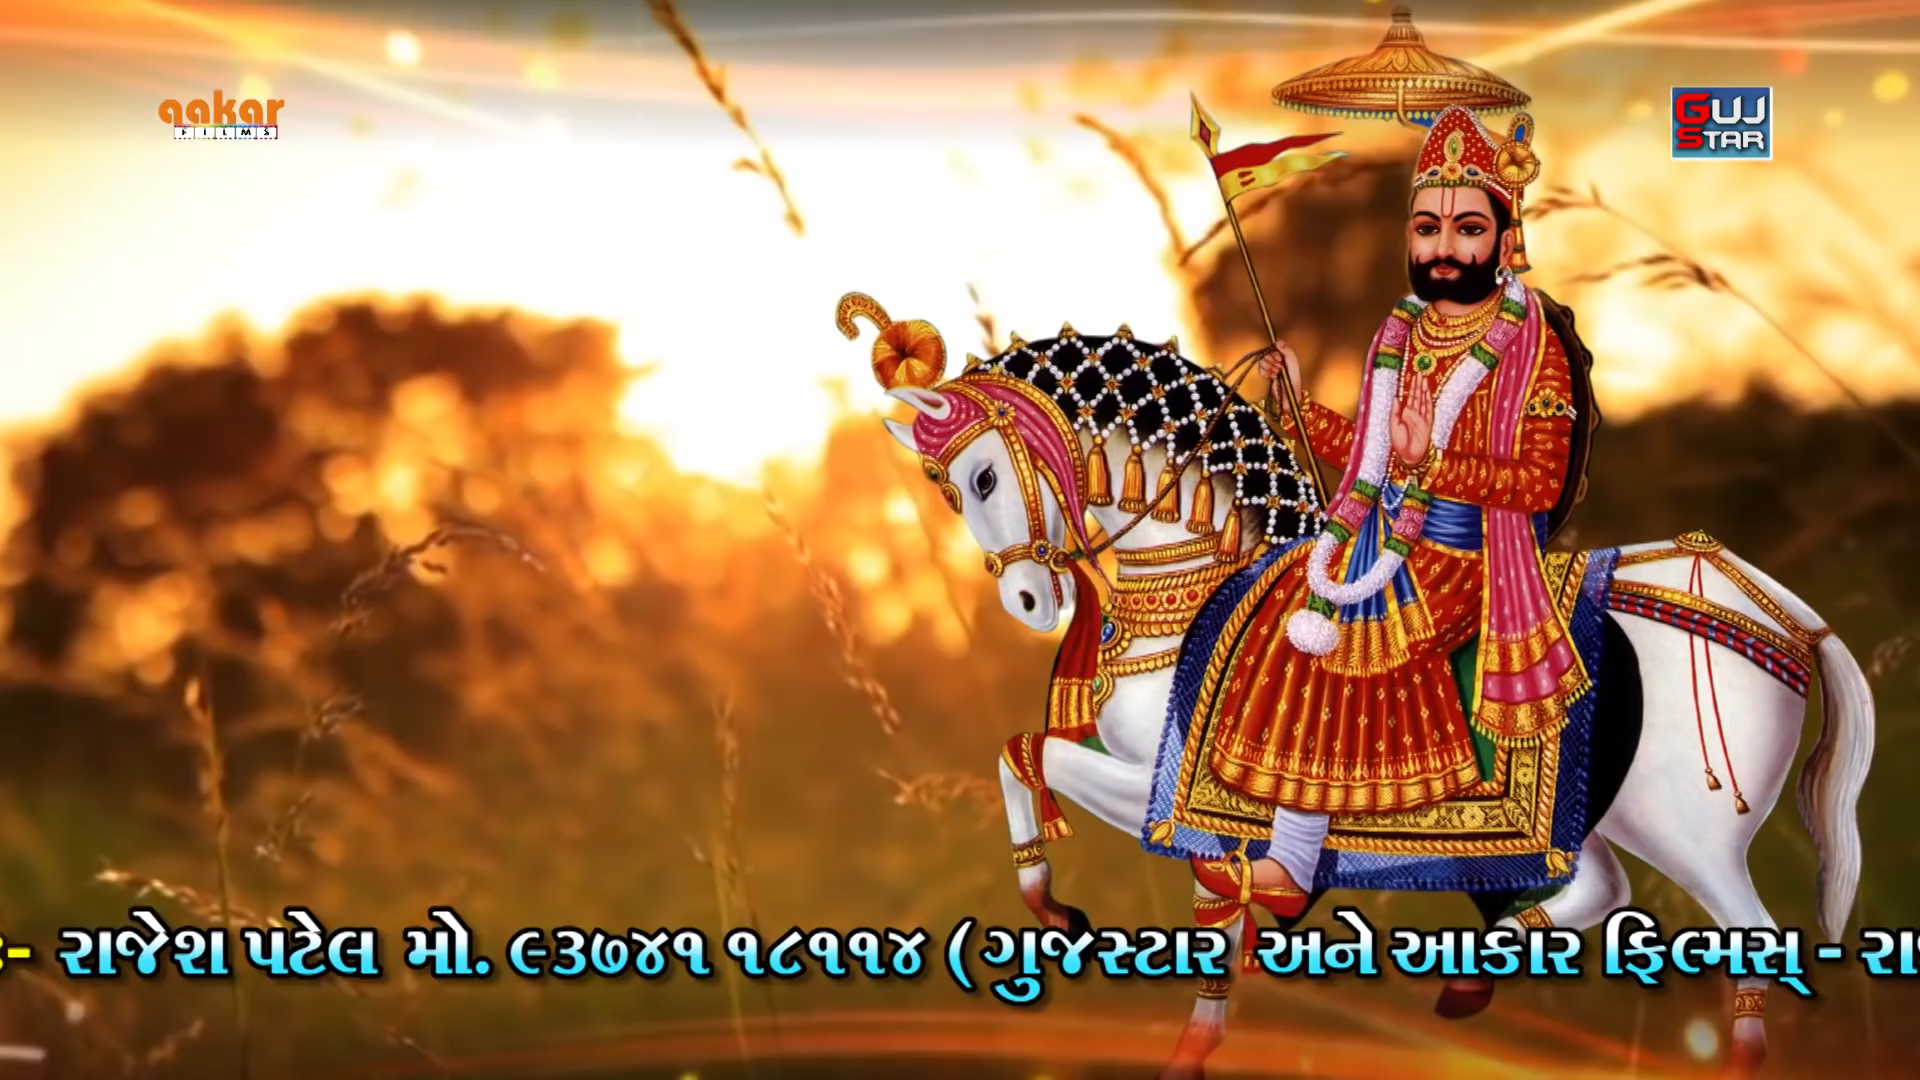 aakar
FILMS
GUJ
STAR
:- રાજેશ પટેલ મો. ૯૩૭૪૧ ૧૮૧૧૪ ( ગુજસ્ટાર અને આકાર ફિલ્મસ્ - રા